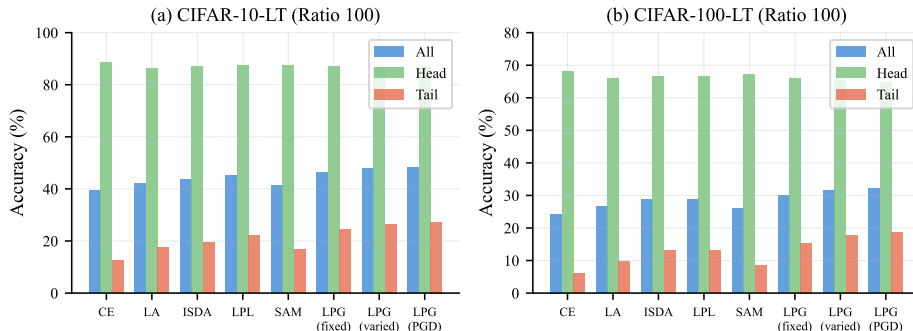 (a) CIFAR-10-LT (Ratio 100)
Accuracy (%)
100
80
60
40
20
0
All
Head
Tail
CE
LA
ISDA
LPL
SAM
LPG
(fixed)
LPG
(varied)
LPG
(PGD)
(b) CIFAR-100-LT (Ratio 100)
Accuracy (%)
80
70
60
50
40
30
20
10
0
All
Head
Tail
CE
LA
ISDA
LPL
SAM
LPG
(fixed)
LPG
(varied)
LPG
(PGD)